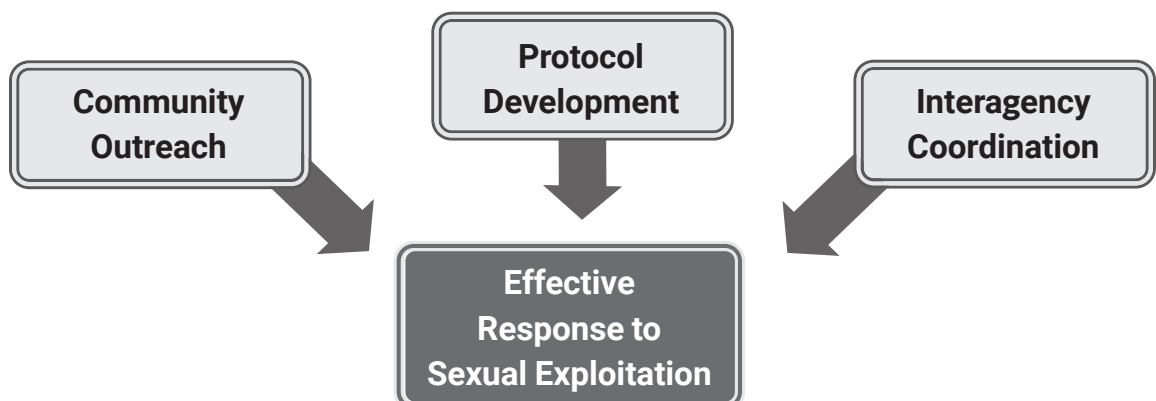 Community
Outreach
Protocol
Development
Interagency
Coordination
Effective
Response to
Sexual Exploitation